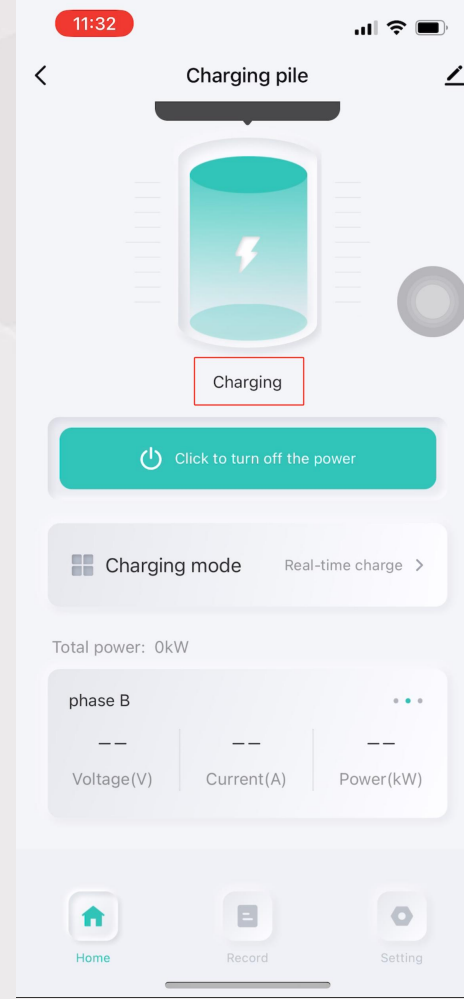 11:32
Charging pile
Charging
Click to turn off the power
Charging mode
Real-time charge
Total power: 0kW
phase B
-- -- --
Voltage(V) Current(A) Power(kW)
Home Record Setting